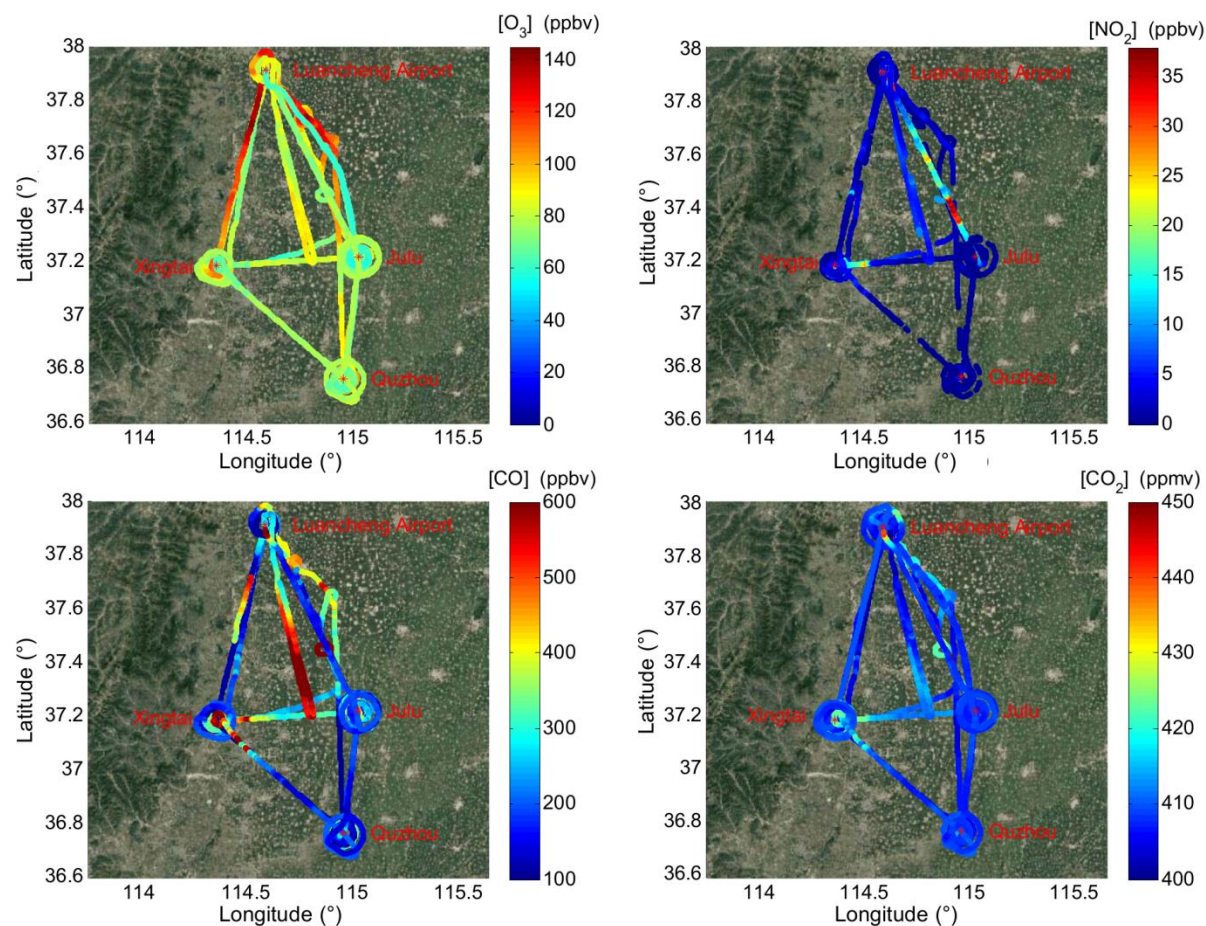 [O3] (ppbv)
38
37.8
37.6
37.4
37.2
37
36.8
36.6
Latitude (°)
114
114.5
115
115.5
Longitude (°)
Luancheng Airport
Xingtai
Julu
Quzhou
140
120
100
80
60
40
20
0
[NO2] (ppbv)
38
37.8
37.6
37.4
37.2
37
36.8
36.6
Latitude (°)
114
114.5
115
115.5
Longitude (°)
Luancheng Airport
Xingtai
Julu
Quzhou
35
30
25
20
15
10
5
0
[CO] (ppbv)
38
37.8
37.6
37.4
37.2
37
36.8
36.6
Latitude (°)
114
114.5
115
115.5
Longitude (°)
Luancheng Airport
Xingtai
Julu
Quzhou
600
500
400
300
200
100
[CO2] (ppmv)
38
37.8
37.6
37.4
37.2
37
36.8
36.6
Latitude (°)
114
114.5
115
115.5
Longitude (°)
Luancheng Airport
Xingtai
Julu
Quzhou
450
440
430
420
410
400